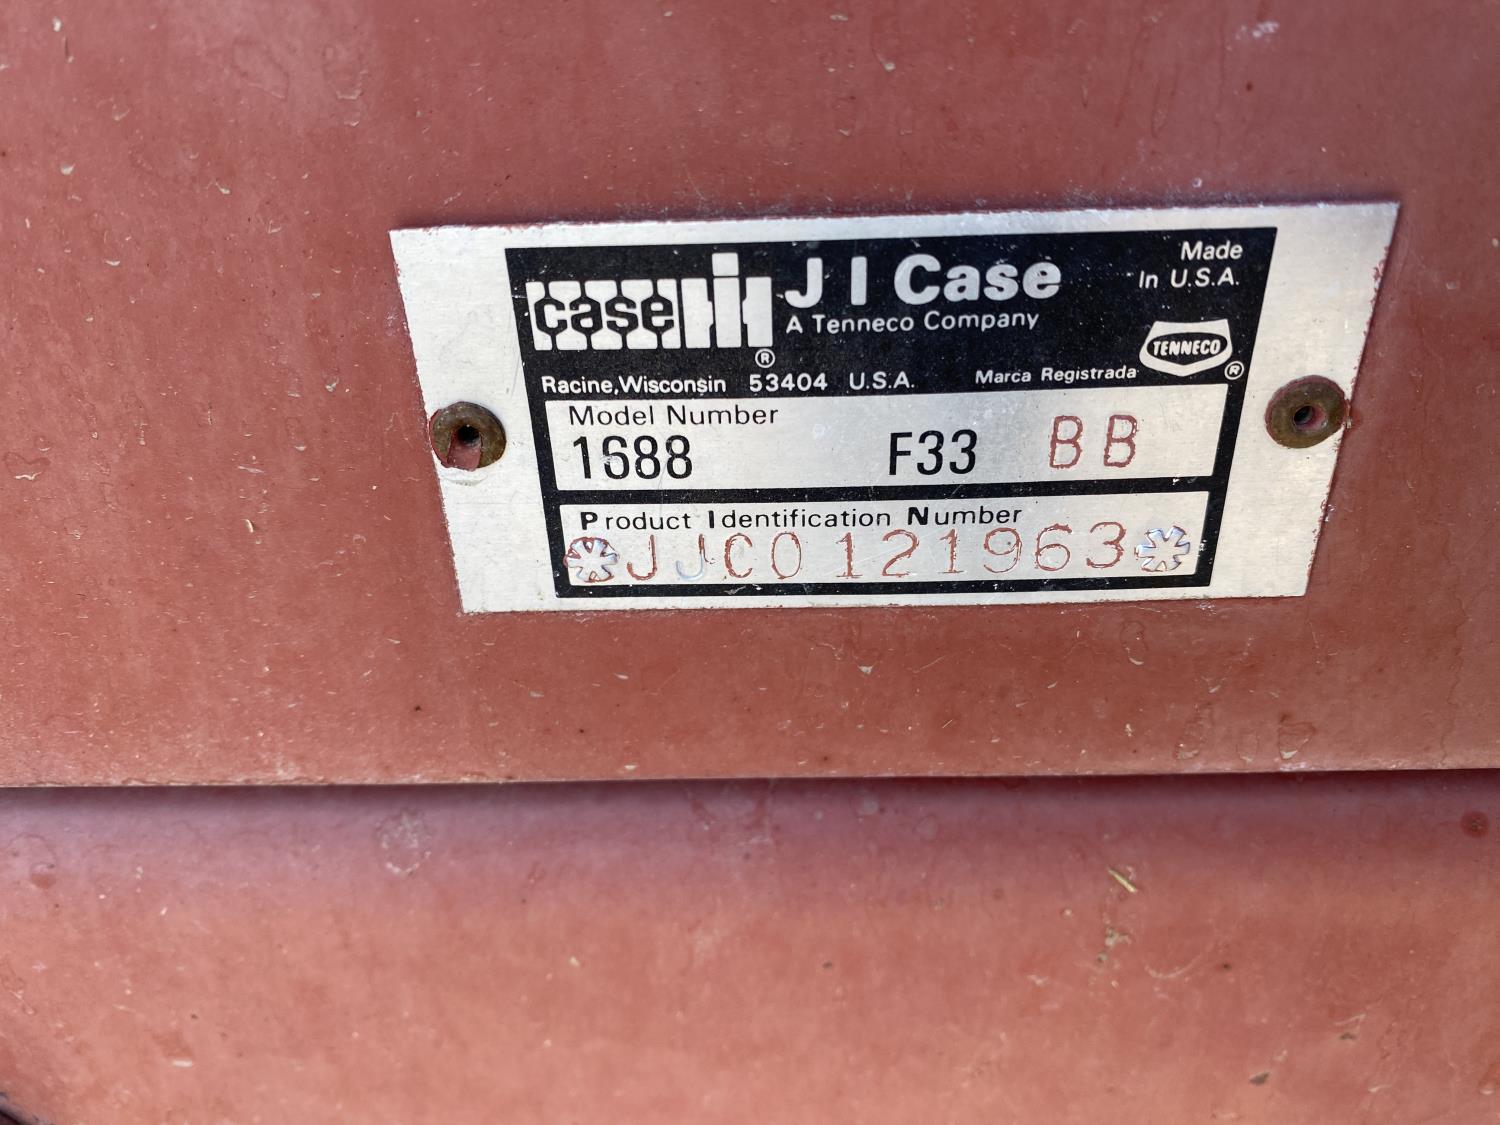 case IH ® J I Case
A Tenneco Company
Made
In U.S.A.
TENNECO ®
Racine, Wisconsin 53404 U.S.A. Marca Registrada
Model Number
1688 F33 BB
Product Identification Number
*JJC0121963*